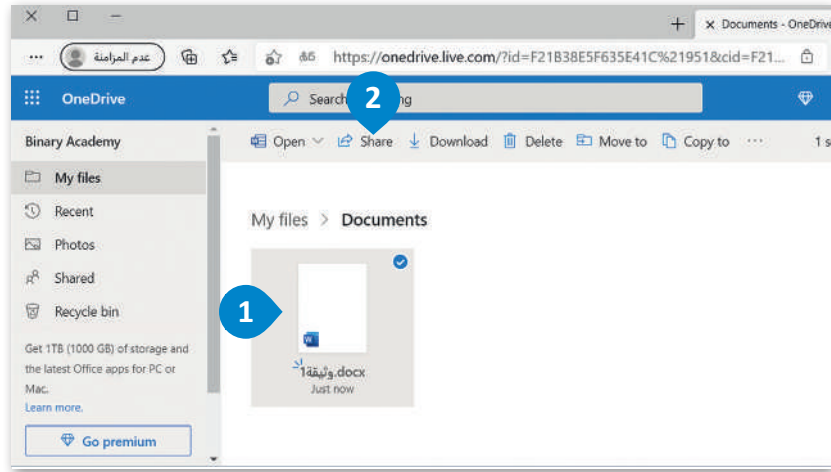 Documents - OneDrive
عدم المزامنة
https://onedrive.live.com/?id=F21B38E5F635E41C%21951&cid=F21...
OneDrive
2
Binary Academy
Open
Share
Download
Delete
Move to
Copy to
...
1 s
My files
Recent
Photos
Shared
Recycle bin
Get 1TB (1000 GB) of storage and
the latest Office apps for PC or
Mac.
Learn more.
Go premium
My files > Documents
1
W
وثيقة1.docx
Just now